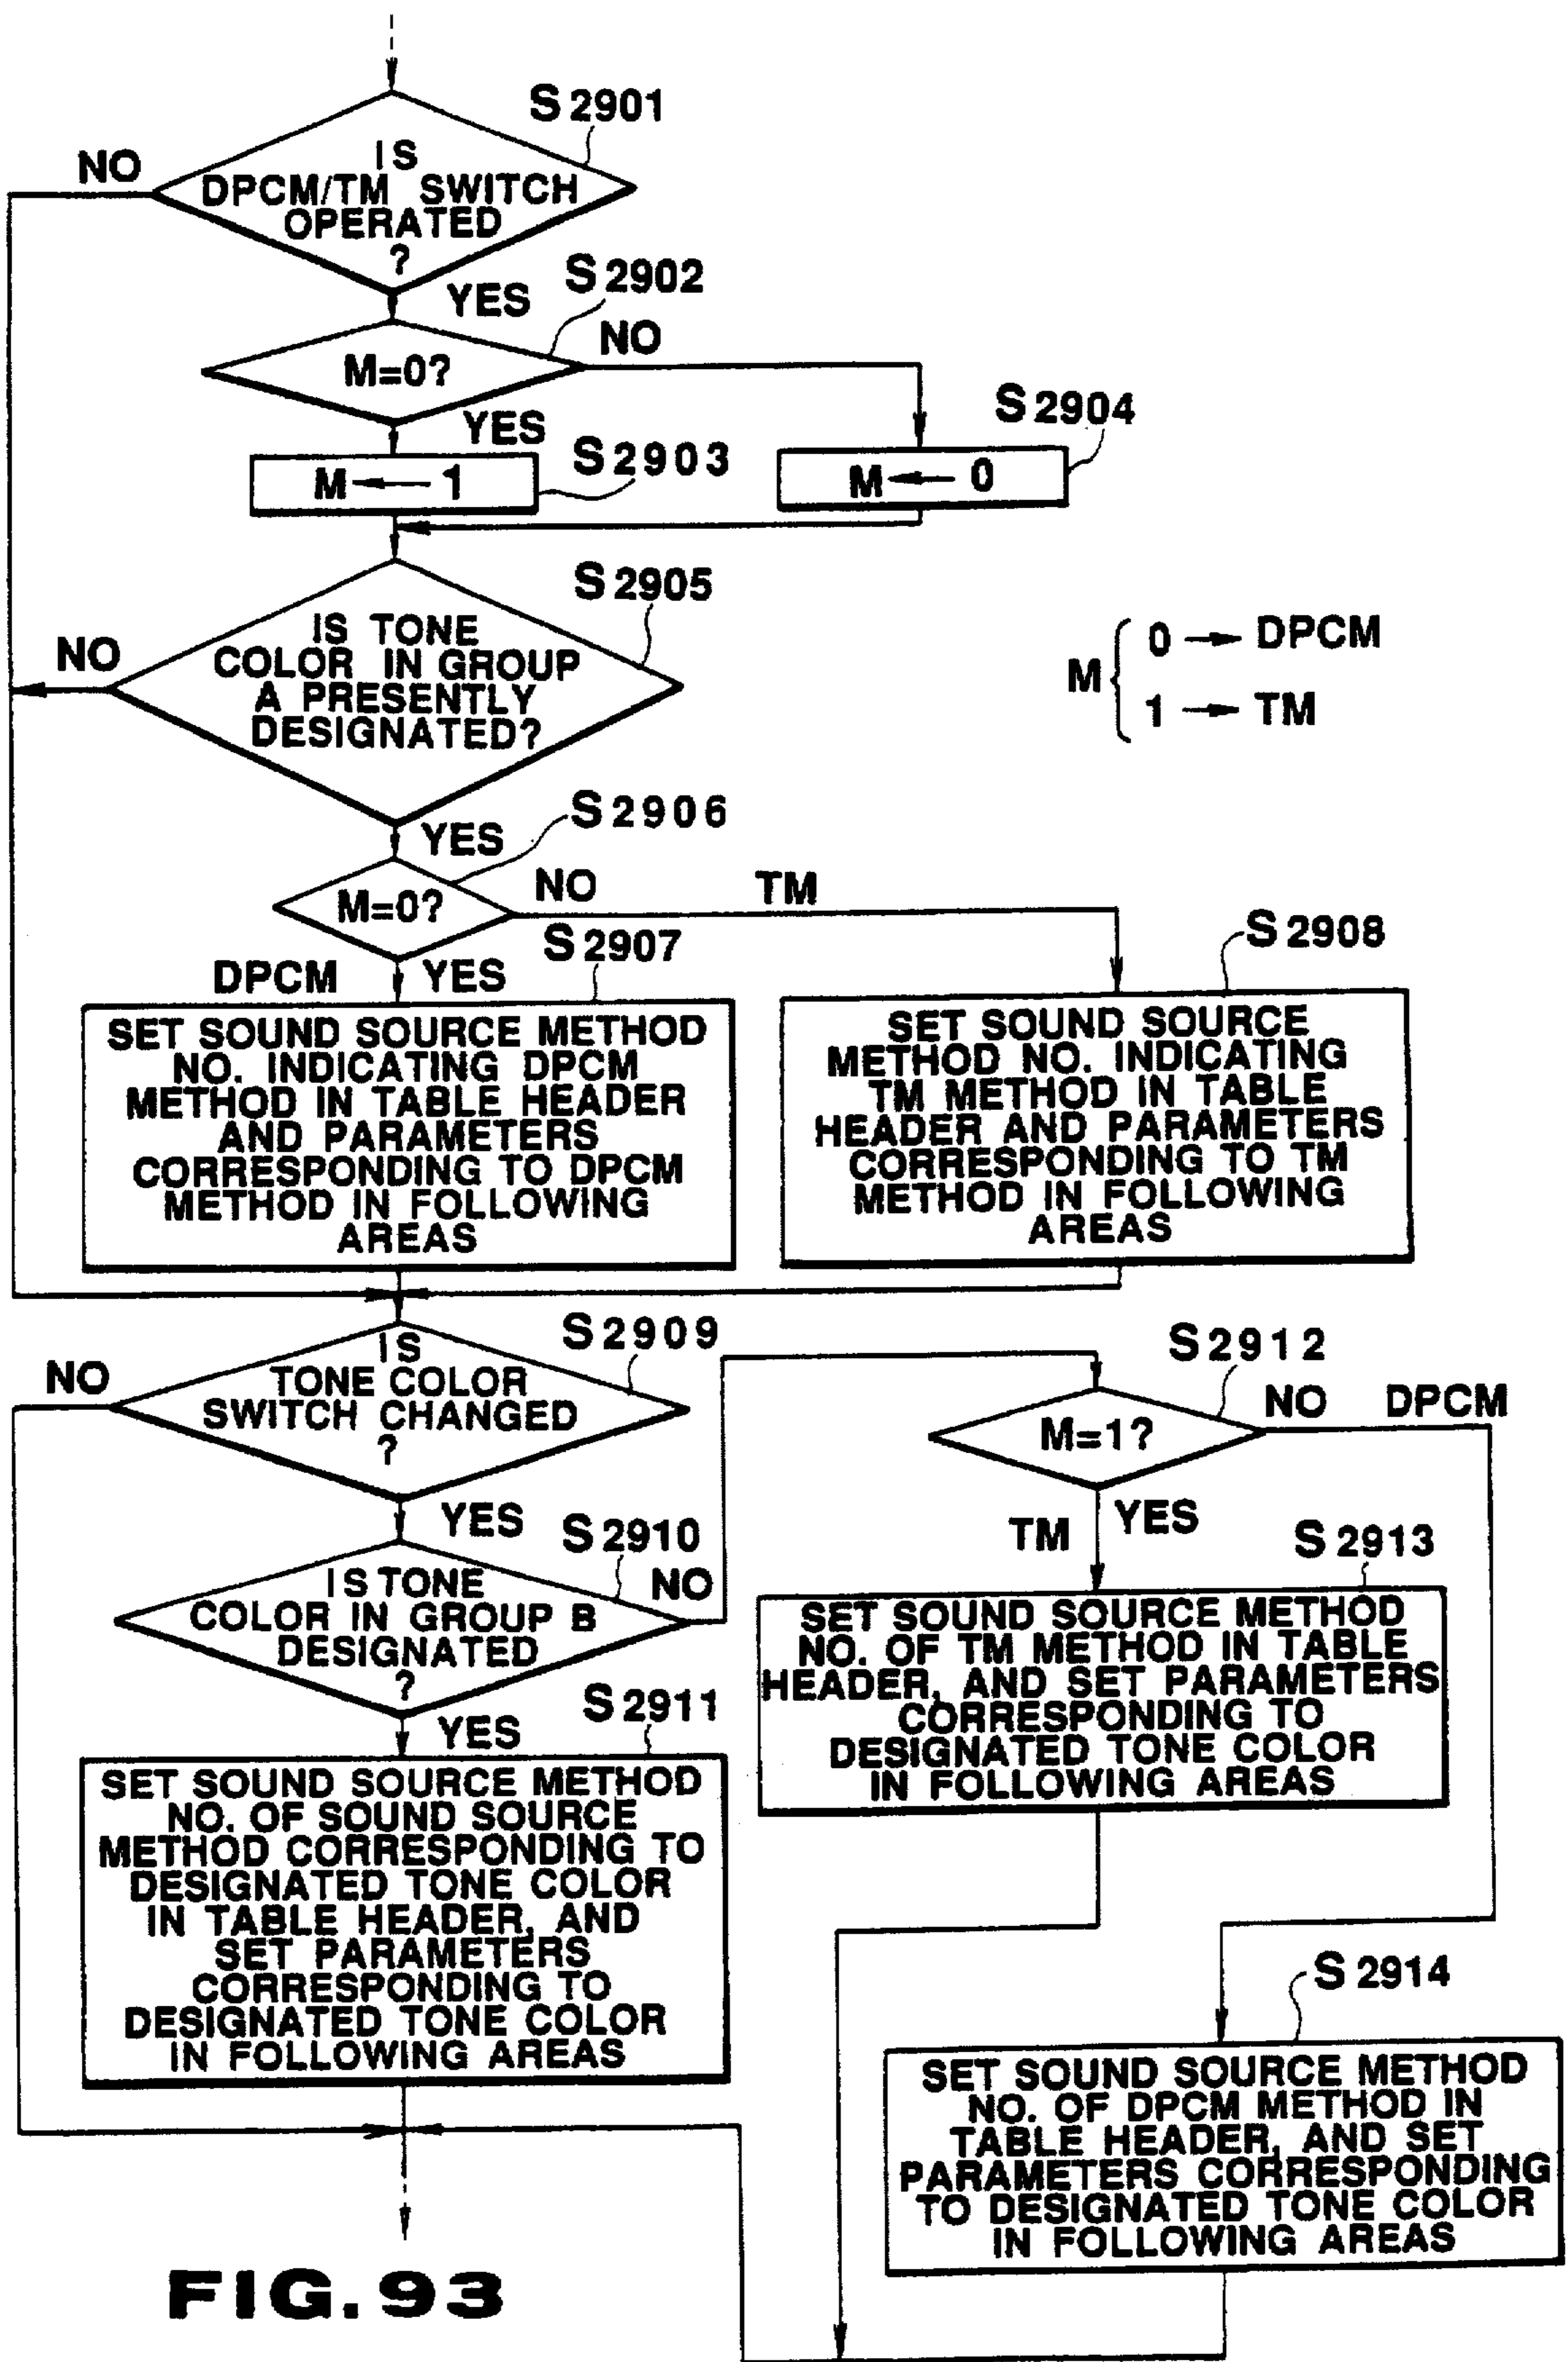 S2901
NO
IS
DPCM/TM SWITCH
OPERATED
?
YES
S2902
M=0?
NO
YES
S2903
M ← 1
S2904
M ← 0
S2905
NO
IS TONE
COLOR IN GROUP
A PRESENTLY
DESIGNATED?
M { 0 → DPCM
1 → TM
YES
S2906
M=0?
NO TM
DPCM YES
S2907
SET SOUND SOURCE METHOD
NO. INDICATING DPCM
METHOD IN TABLE HEADER
AND PARAMETERS
CORRESPONDING TO DPCM
METHOD IN FOLLOWING
AREAS
S2908
SET SOUND SOURCE
METHOD NO. INDICATING
TM METHOD IN TABLE
HEADER AND PARAMETERS
CORRESPONDING TO TM
METHOD IN FOLLOWING
AREAS
S2909
NO
IS
TONE COLOR
SWITCH CHANGED
?
YES
S2910
IS TONE
COLOR IN GROUP B
DESIGNATED
?
NO
YES
S2911
SET SOUND SOURCE METHOD
NO. OF SOUND SOURCE
METHOD CORRESPONDING TO
DESIGNATED TONE COLOR
IN TABLE HEADER, AND
SET PARAMETERS
CORRESPONDING TO
DESIGNATED TONE COLOR
IN FOLLOWING AREAS
S2912
M=1?
NO DPCM
TM YES
S2913
SET SOUND SOURCE METHOD
NO. OF TM METHOD IN TABLE
HEADER, AND SET PARAMETERS
CORRESPONDING TO
DESIGNATED TONE COLOR
IN FOLLOWING AREAS
S2914
SET SOUND SOURCE METHOD
NO. OF DPCM METHOD IN
TABLE HEADER, AND SET
PARAMETERS CORRESPONDING
TO DESIGNATED TONE COLOR
IN FOLLOWING AREAS
FIG.93